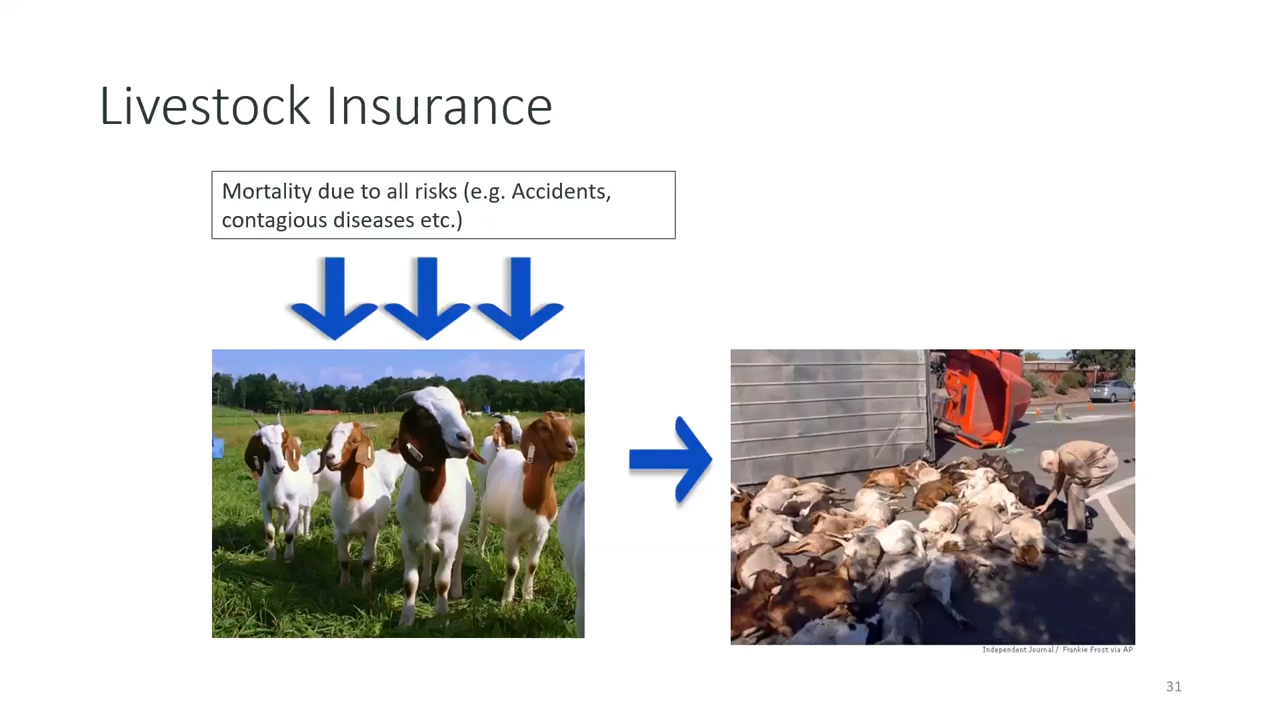 Livestock Insurance
Mortality due to all risks (e.g. Accidents,
contagious diseases etc.)
Independent Journal / Frankie Frost via AP
31